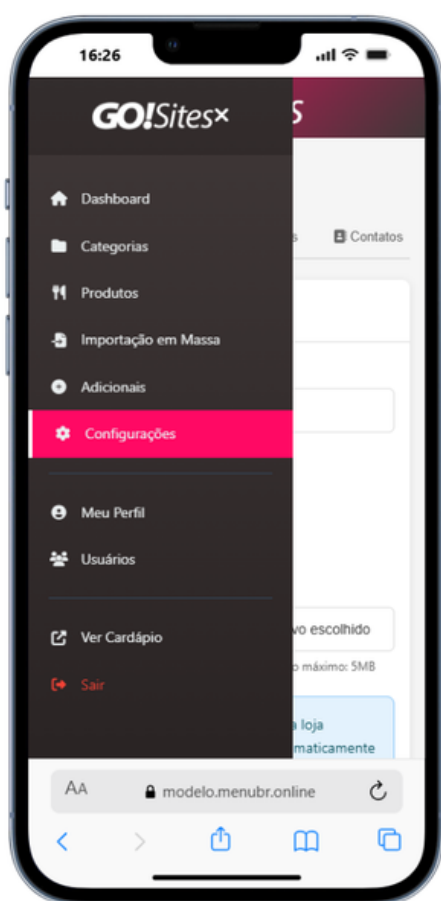 16:26
GO!Sites×
S
Dashboard
Categorias
s
Contatos
Produtos
Importação em Massa
Adicionais
Configurações
Meu Perfil
Usuários
Ver Cardápio
vo escolhido
o máximo: 5MB
Sair
a loja
maticamente
AA
modelo.menubr.online